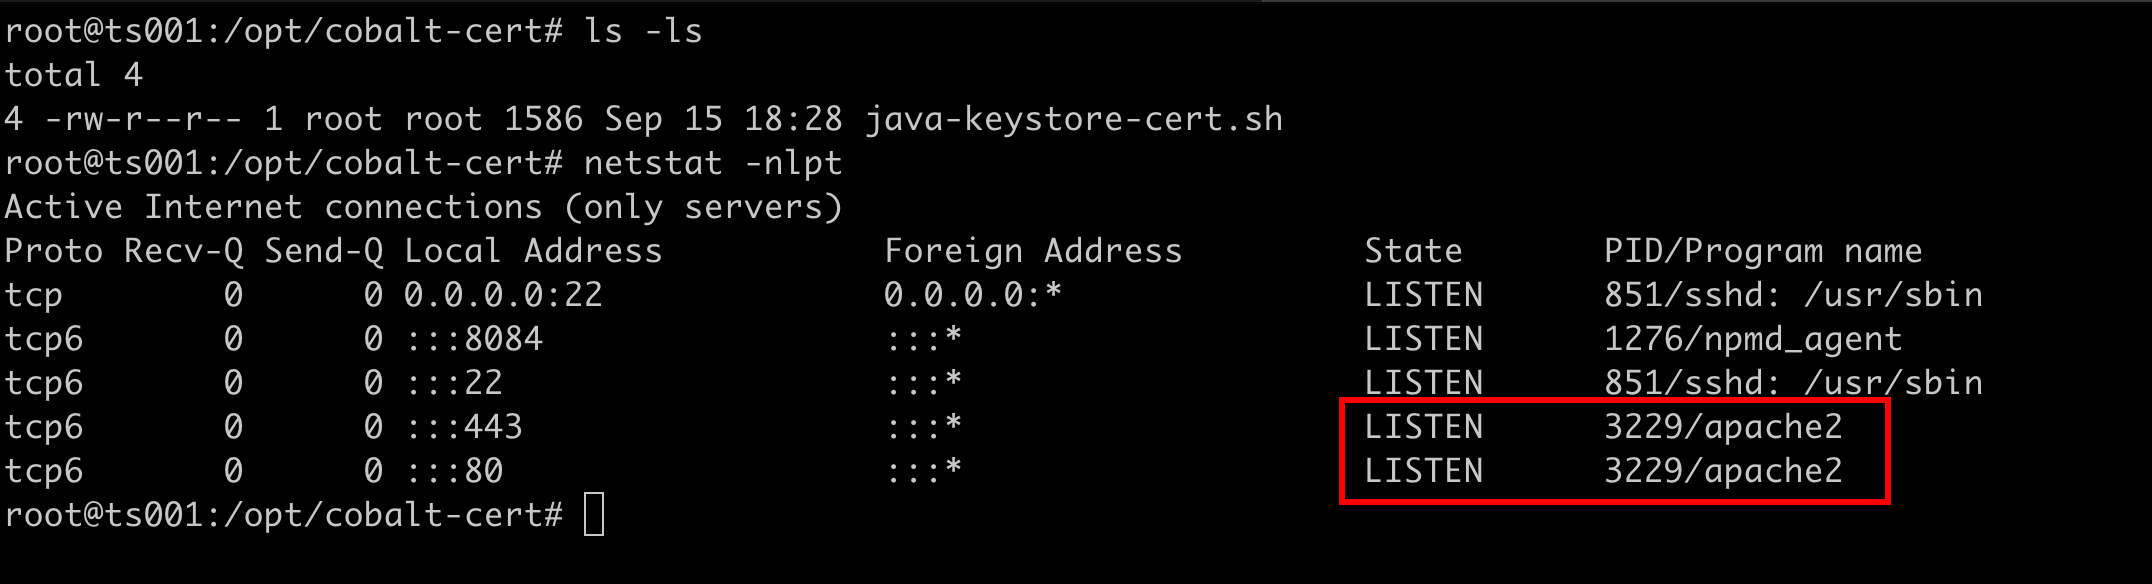 root@ts001:/opt/cobalt-cert# ls -ls
total 4
4 -rw-r--r-- 1 root root 1586 Sep 15 18:28 java-keystore-cert.sh
root@ts001:/opt/cobalt-cert# netstat -nlpt
Active Internet connections (only servers)
Proto Recv-Q Send-Q Local Address           Foreign Address         State       PID/Program name
tcp        0      0 0.0.0.0:22              0.0.0.0:*               LISTEN      851/sshd: /usr/sbin
tcp6       0      0 :::8084                 :::*                    LISTEN      1276/npmd_agent
tcp6       0      0 :::22                   :::*                    LISTEN      851/sshd: /usr/sbin
tcp6       0      0 :::443                  :::*                    LISTEN      3229/apache2
tcp6       0      0 :::80                   :::*                    LISTEN      3229/apache2
root@ts001:/opt/cobalt-cert#